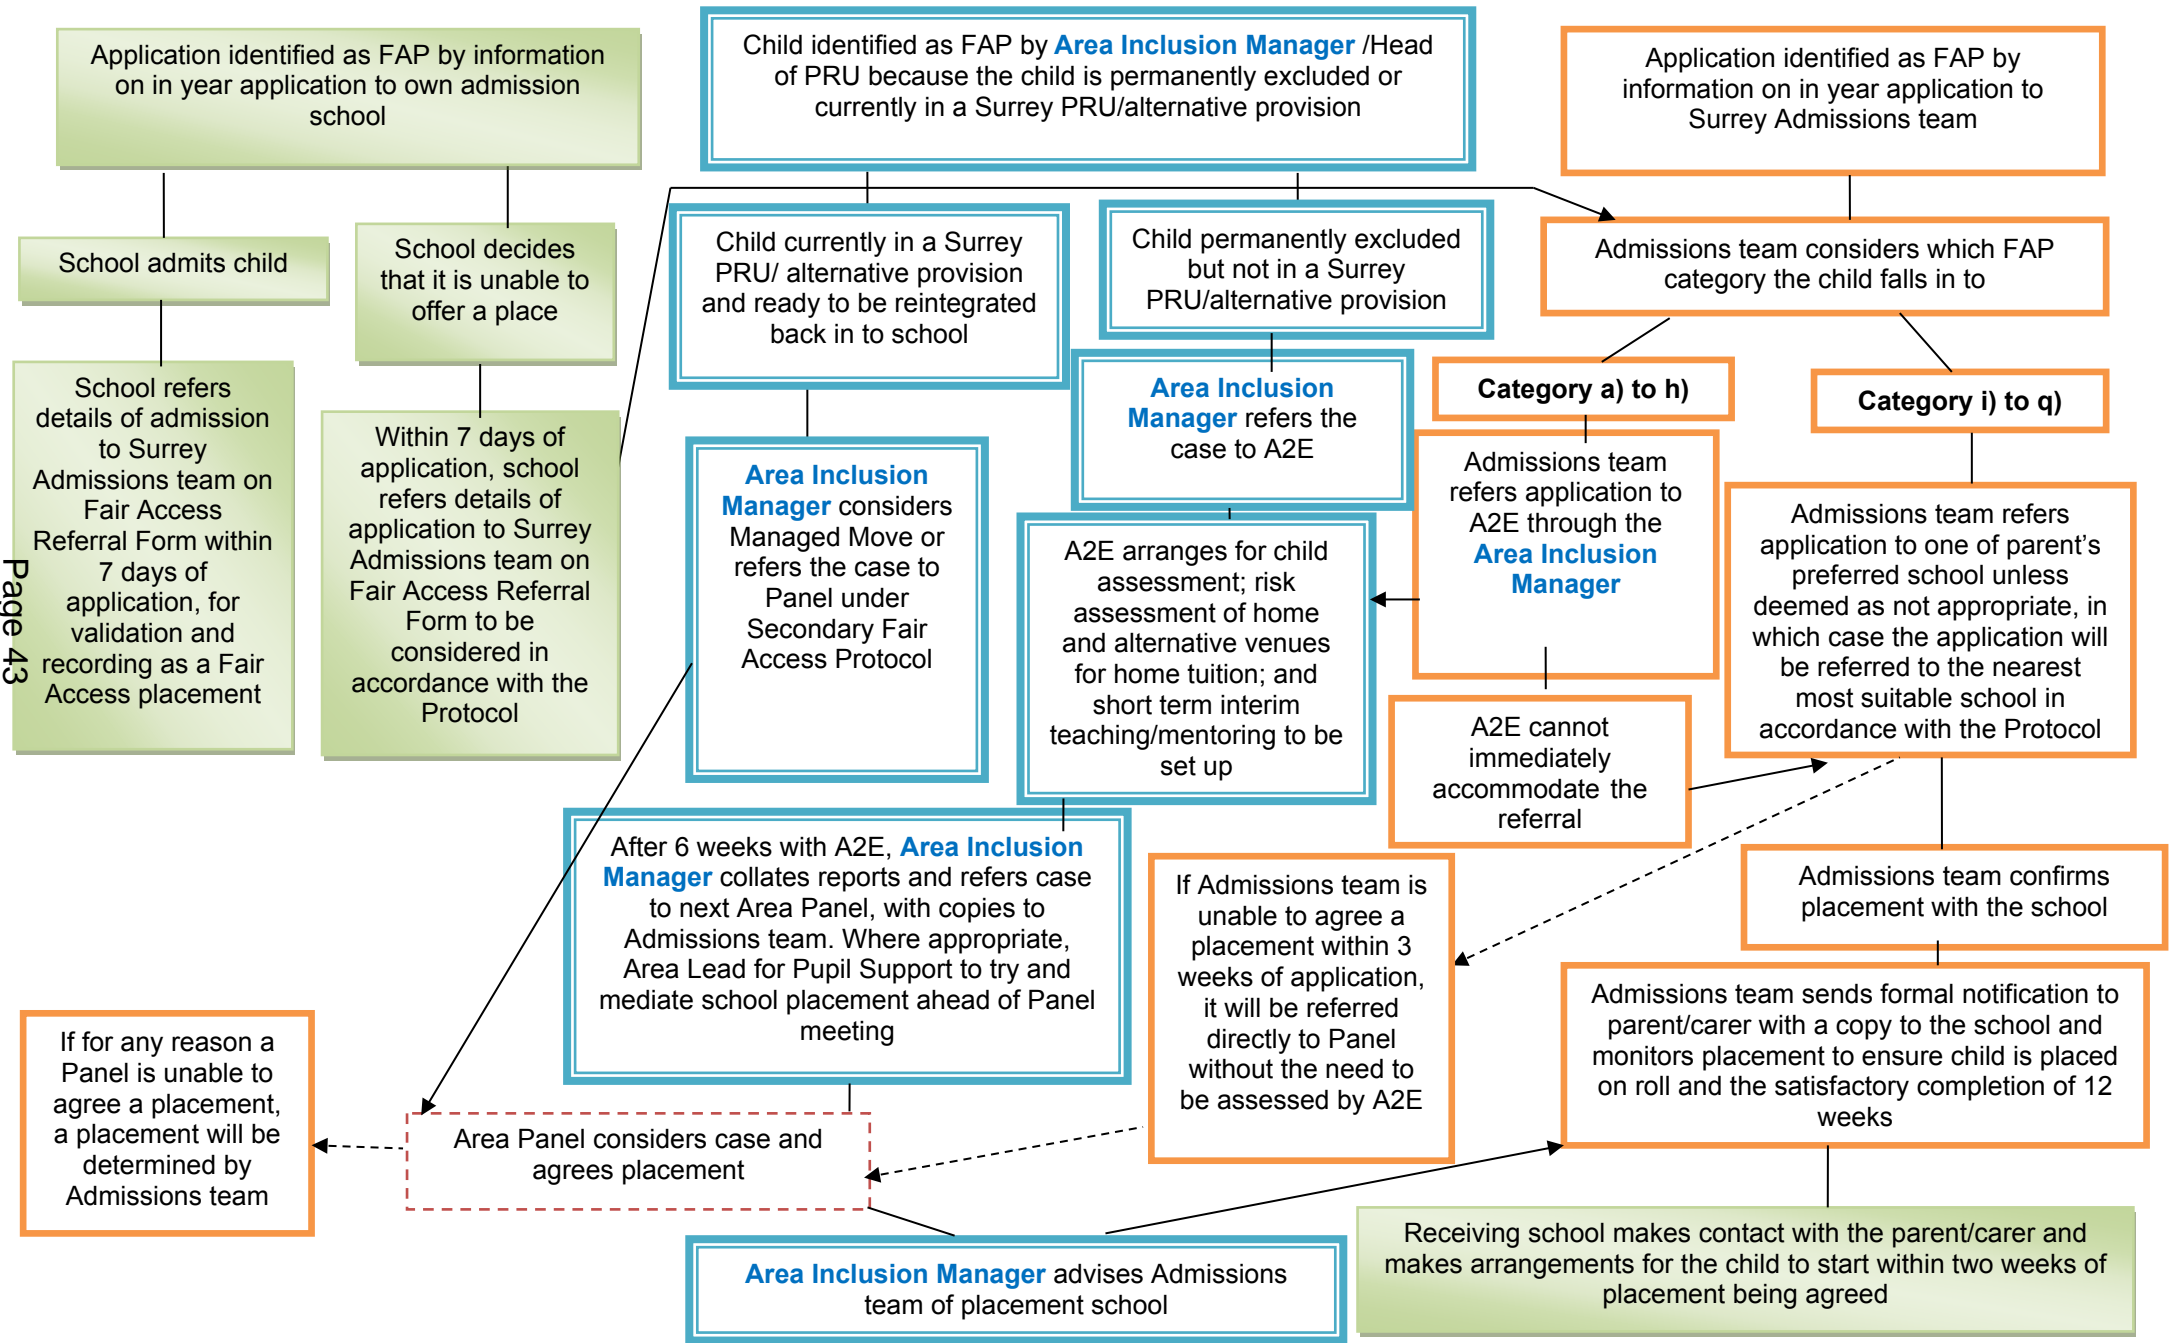 Application identified as FAP by information
on in year application to own admission
school
Child identified as FAP by Area Inclusion Manager /Head
of PRU because the child is permanently excluded or
currently in a Surrey PRU/alternative provision
Application identified as FAP by
information on in year application to
Surrey Admissions team
School admits child
School decides
that it is unable to
offer a place
Child currently in a Surrey
PRU/ alternative provision
and ready to be reintegrated
back in to school
Child permanently excluded
but not in a Surrey
PRU/alternative provision
Admissions team considers which FAP
category the child falls in to
School refers
details of admission
to Surrey
Admissions team on
Fair Access
Referral Form within
7 days of
application, for
validation and
recording as a Fair
Access placement
Within 7 days of
application, school
refers details of
application to Surrey
Admissions team on
Fair Access Referral
Form to be
considered in
accordance with the
Protocol
Area Inclusion
Manager considers
Managed Move or
refers the case to
Panel under
Secondary Fair
Access Protocol
Area Inclusion
Manager refers the
case to A2E
Category a) to h)
Category i) to q)
A2E arranges for child
assessment; risk
assessment of home
and alternative venues
for home tuition; and
short term interim
teaching/mentoring to be
set up
Admissions team
refers application to
A2E through the
Area Inclusion
Manager
Admissions team refers
application to one of parent's
preferred school unless
deemed as not appropriate, in
which case the application will
be referred to the nearest
most suitable school in
accordance with the Protocol
A2E cannot
immediately
accommodate the
referral
After 6 weeks with A2E, Area Inclusion
Manager collates reports and refers case
to next Area Panel, with copies to
Admissions team. Where appropriate,
Area Lead for Pupil Support to try and
mediate school placement ahead of Panel
meeting
If Admissions team is
unable to agree a
placement within 3
weeks of application,
it will be referred
directly to Panel
without the need to
be assessed by A2E
Admissions team confirms
placement with the school
Admissions team sends formal notification to
parent/carer with a copy to the school and
monitors placement to ensure child is placed
on roll and the satisfactory completion of 12
weeks
If for any reason a
Panel is unable to
agree a placement,
a placement will be
determined by
Admissions team
Area Panel considers case and
agrees placement
Area Inclusion Manager advises Admissions
team of placement school
Receiving school makes contact with the parent/carer and
makes arrangements for the child to start within two weeks of
placement being agreed
Page 43